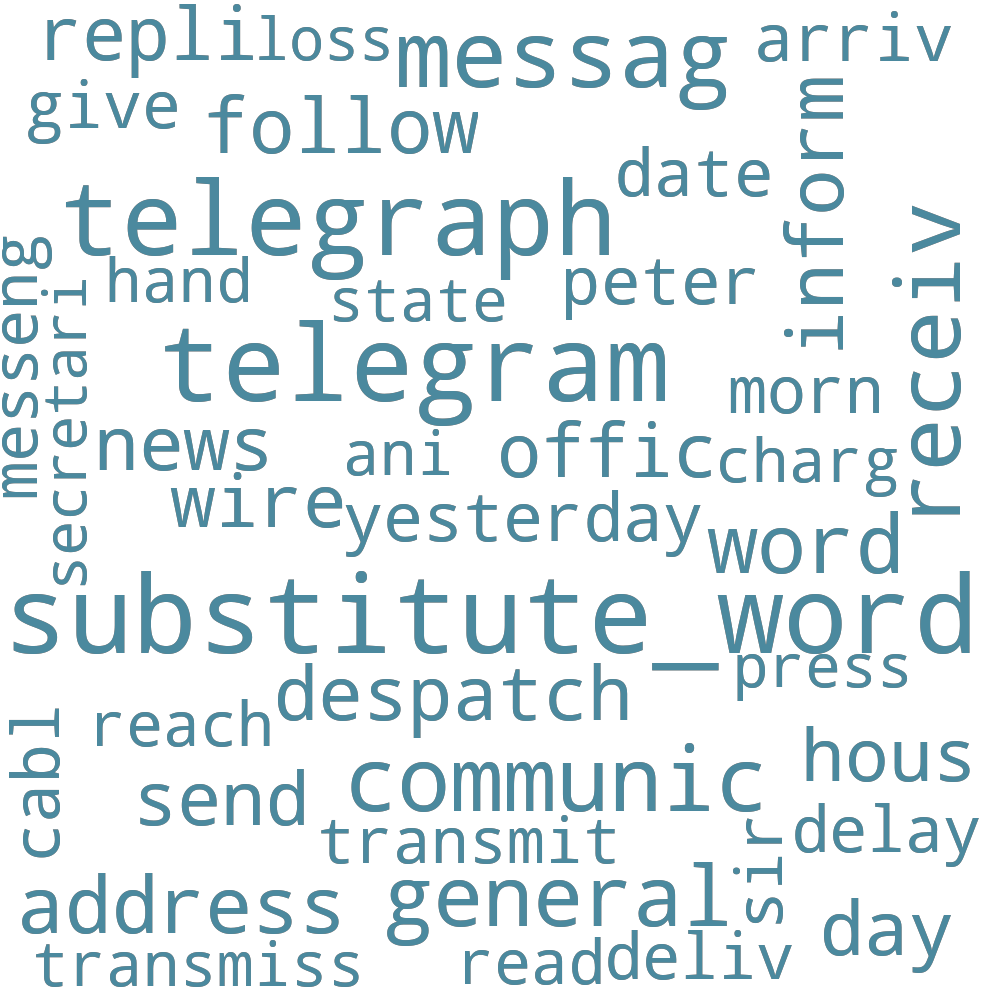 repli loss messag arriv
give follow inform
date
telegraph receiv
messeng hand peter
secretari state
telegram morn
news ani offic charg
wire yesterday word
substitute_word
press
despatch
cabl reach hous
send communic
transmit sir delay
address general day
transmiss read deliv